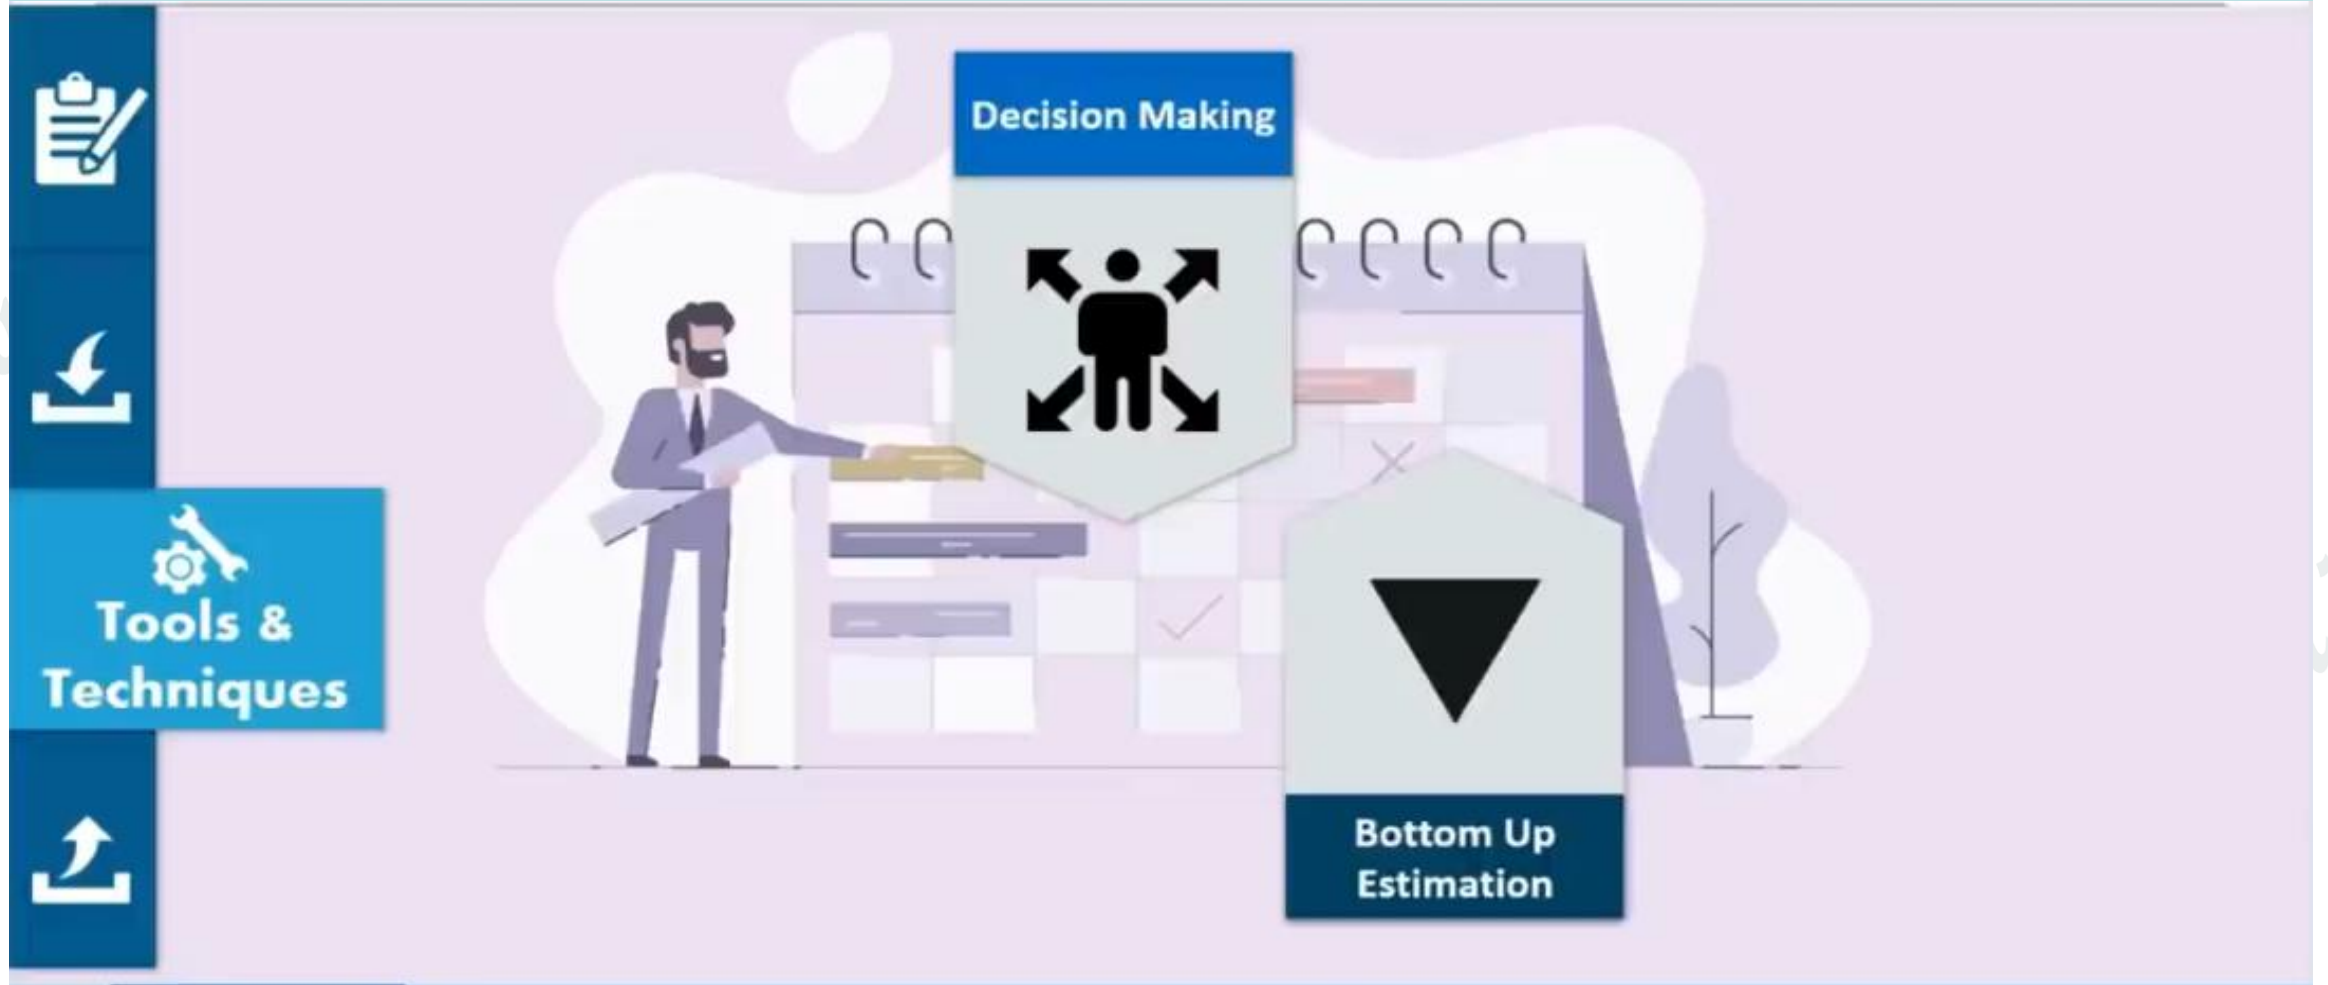 Decision Making
Tools &
Techniques
Bottom Up
Estimation